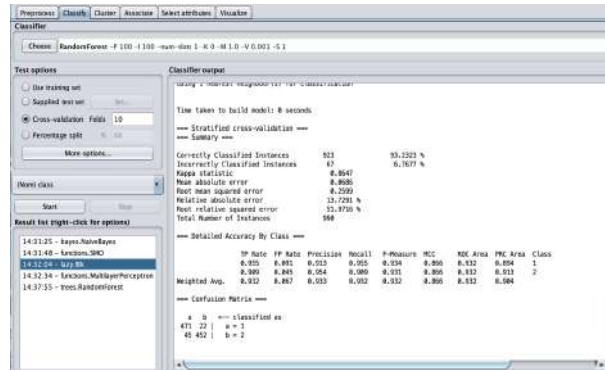 Preprocess Classify Cluster Associate Select attributes Visualize
Classifier
Choose RandomForest -P 100 -I 100 -num-slots 1 -K 0 -M 1.0 -V 0.001 -S 1
Test options
Use training set
Supplied test set Set...
Cross-validation Folds 10
Percentage split %
More options...
(Nom) class
Start Stop
Result list (right-click for options)
14:31:25 - bayes.NaiveBayes
14:31:48 - functions.SMO
14:32:04 - lazy.IBk
14:32:34 - functions.MultilayerPerceptron
14:37:55 - trees.RandomForest
Classifier output
using 1 nearest neighbour(s) for classification
Time taken to build model: 0 seconds
=== Stratified cross-validation ===
=== Summary ===
Correctly Classified Instances 923 93.2323 %
Incorrectly Classified Instances 67 6.7677 %
Kappa statistic 0.8647
Mean absolute error 0.0686
Root mean squared error 0.2599
Relative absolute error 13.7291 %
Root relative squared error 51.9716 %
Total Number of Instances 990
=== Detailed Accuracy By Class ===
TP Rate FP Rate Precision Recall F-Measure MCC ROC Area PRC Area Class
0.955 0.091 0.913 0.955 0.934 0.866 0.932 0.894 1
0.909 0.045 0.954 0.909 0.931 0.866 0.932 0.913 2
Weighted Avg. 0.932 0.067 0.933 0.932 0.932 0.866 0.932 0.904
=== Confusion Matrix ===
a b <-- classified as
471 22 | a = 1
45 452 | b = 2